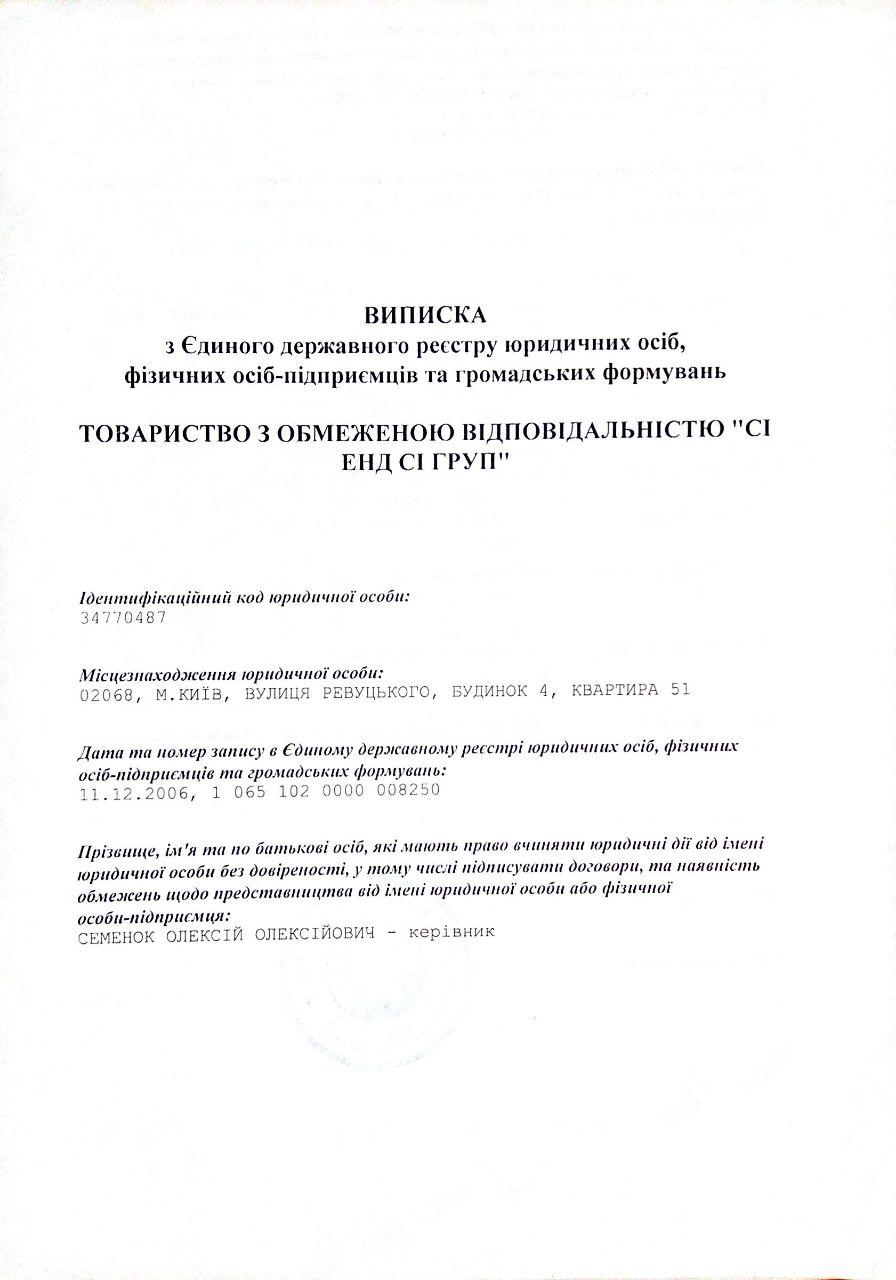 ВИПИСКА
з Єдиного державного реєстру юридичних осіб,
фізичних осіб-підприємців та громадських формувань
ТОВАРИСТВО З ОБМЕЖЕНОЮ ВІДПОВІДАЛЬНІСТЮ "СІ
ЕНД СІ ГРУП"
Ідентифікаційний код юридичної особи:
34770487
Місцезнаходження юридичної особи:
02068, М.КИЇВ, ВУЛИЦЯ РЕВУЦЬКОГО, БУДИНОК 4, КВАРТИРА 51
Дата та номер запису в Єдиному державному реєстрі юридичних осіб, фізичних
осіб-підприємців та громадських формувань:
11.12.2006, 1 065 102 0000 008250
Прізвище, ім'я та по батькові осіб, які мають право вчиняти юридичні дії від імені
юридичної особи без довіреності, у тому числі підписувати договори, та наявність
обмежень щодо представництва від імені юридичної особи або фізичної
особи-підприємця:
СЕМЕНОК ОЛЕКСІЙ ОЛЕКСІЙОВИЧ - керівник